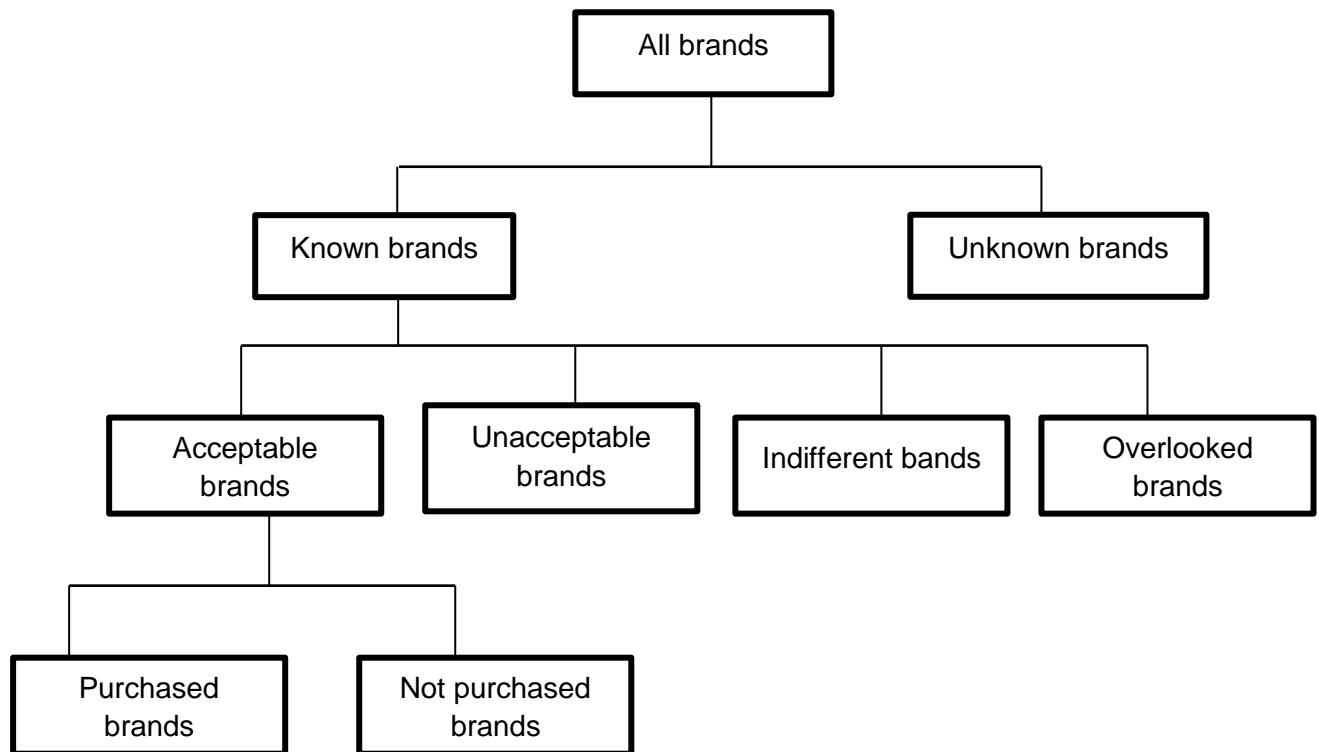 All brands
Known brands
Unknown brands
Acceptable
brands
Unacceptable
brands
Indifferent bands
Overlooked
brands
Purchased
brands
Not purchased
brands